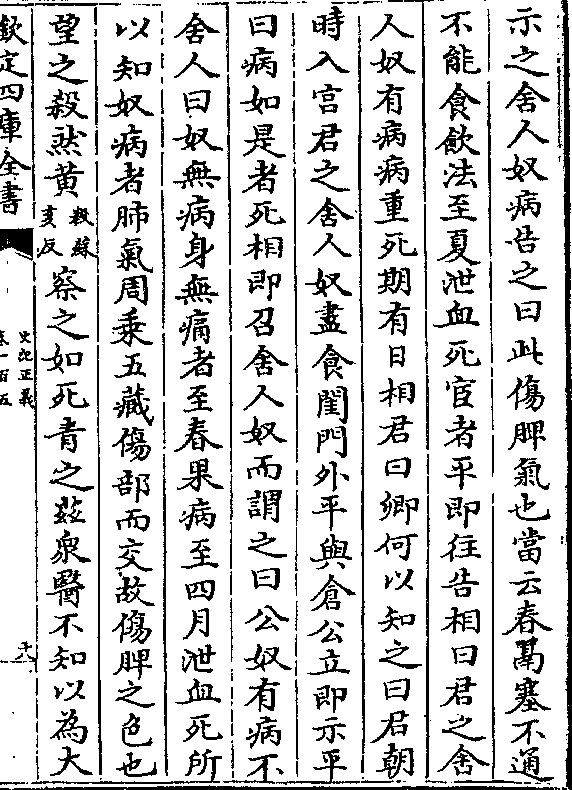 示之舍人奴病告之曰此傷脾氣也當云春鬲塞不通
不能食飲法至夏泄血死宦者平即往告相曰君之舍
人奴有病病重死期有日相君曰卿何以知之曰君朝
時入宮君之舍人奴盡食閨門外平與倉公立即示平
曰病如是者死相即召舍人奴而謂之曰公奴有病不
舍人曰奴無病身無痛者至春果病至四月泄血死所
以知奴病者肺氣周乘五藏傷部而交故傷脾之色也
望之殺然黃殺蘇亥反察之如死青之茲衆醫不知以為大
欽定四庫全書
史記正義
卷一百五
十八